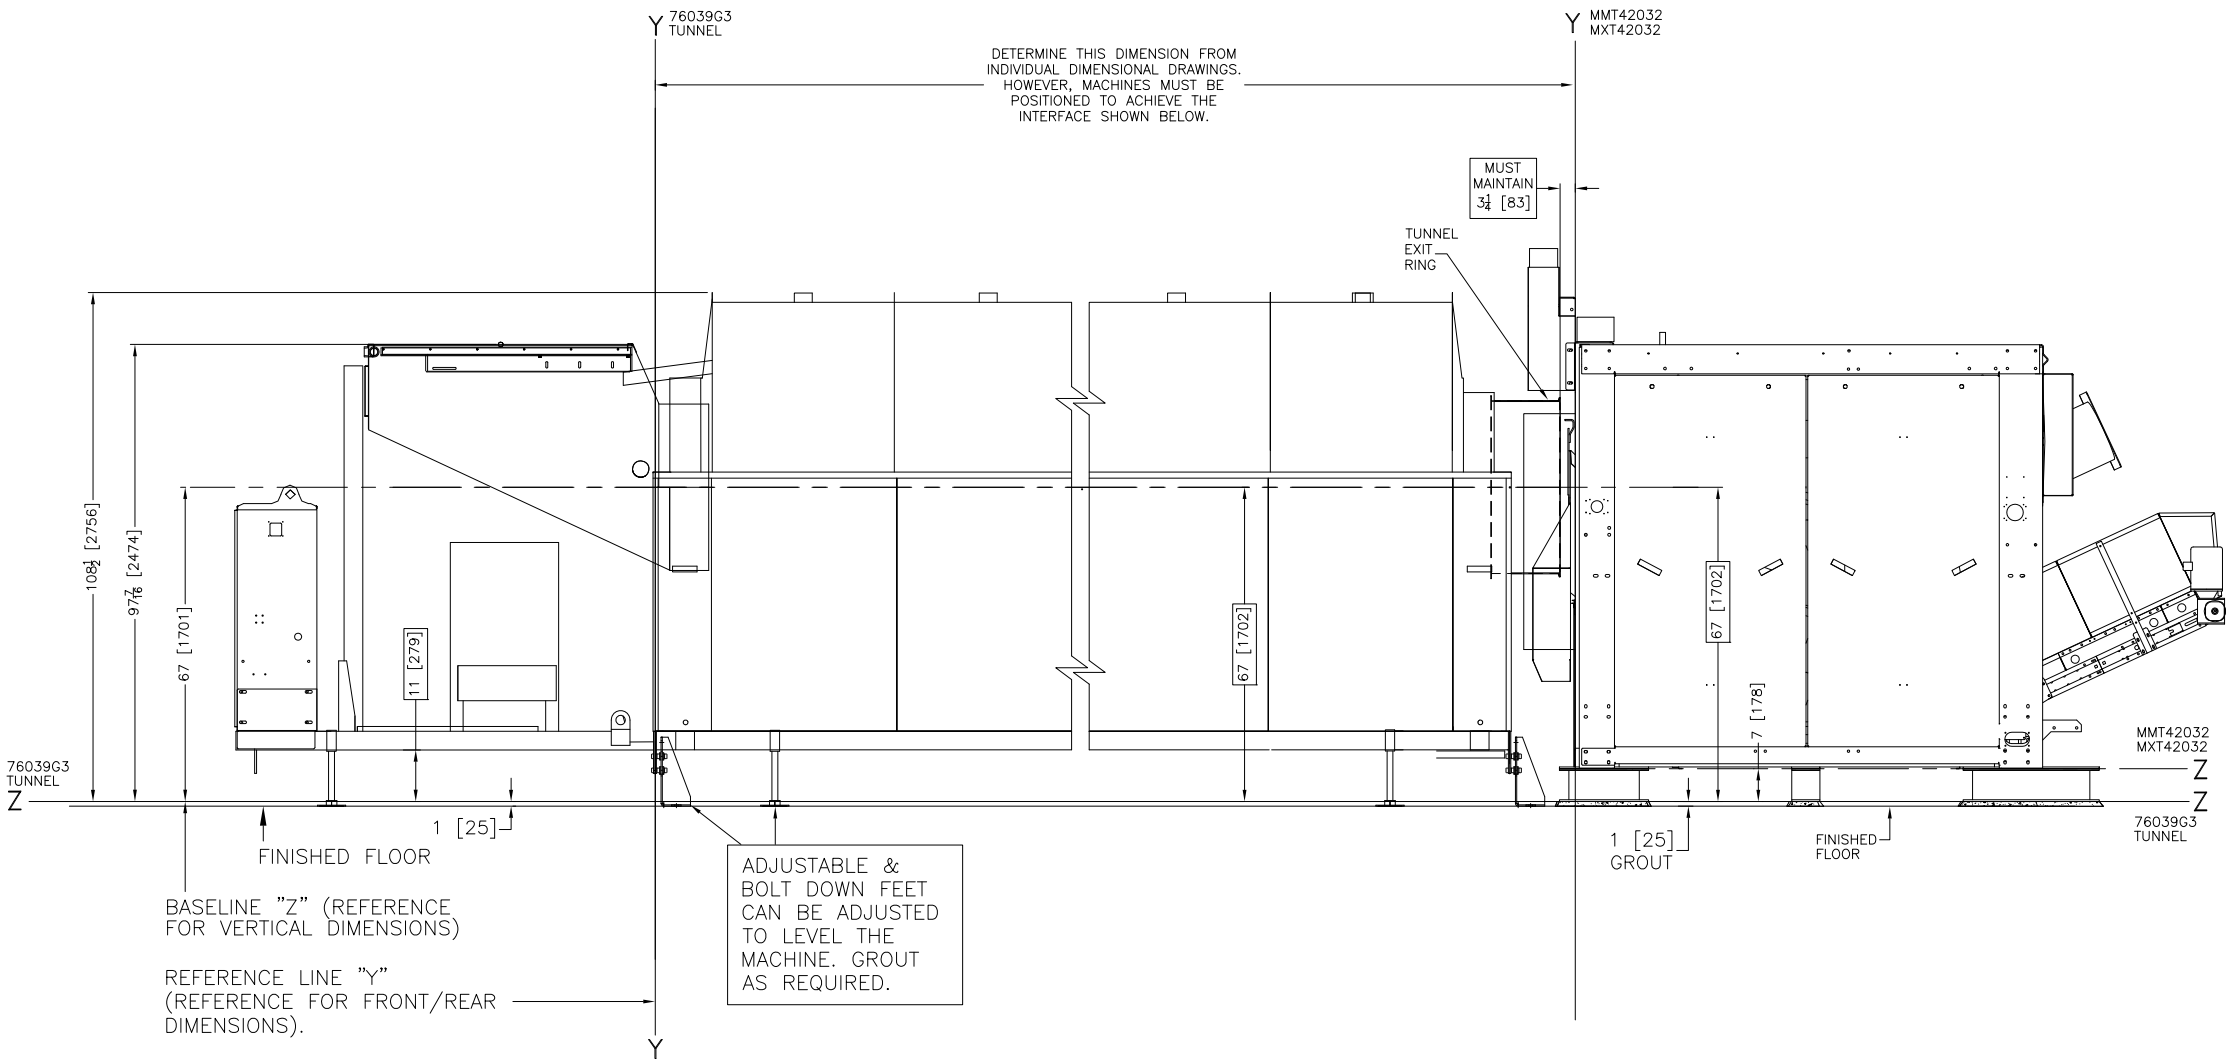 Y 76039G3
TUNNEL
Y MMT42032
MXT42032
DETERMINE THIS DIMENSION FROM
INDIVIDUAL DIMENSIONAL DRAWINGS.
HOWEVER, MACHINES MUST BE
POSITIONED TO ACHIEVE THE
INTERFACE SHOWN BELOW.
MUST
MAINTAIN
3 1/4 [83]
TUNNEL
EXIT
RING
108 1/2 [2756]
97 7/16 [2474]
67 [1701]
11 [279]
67 [1702]
67 [1702]
7 [178]
MMT42032
MXT42032
Z
76039G3
TUNNEL
Z
Z
76039G3
TUNNEL
1 [25]
FINISHED FLOOR
1 [25]
GROUT
FINISHED
FLOOR
ADJUSTABLE &
BOLT DOWN FEET
CAN BE ADJUSTED
TO LEVEL THE
MACHINE. GROUT
AS REQUIRED.
BASELINE "Z" (REFERENCE
FOR VERTICAL DIMENSIONS)
REFERENCE LINE "Y"
(REFERENCE FOR FRONT/REAR
DIMENSIONS).
Y